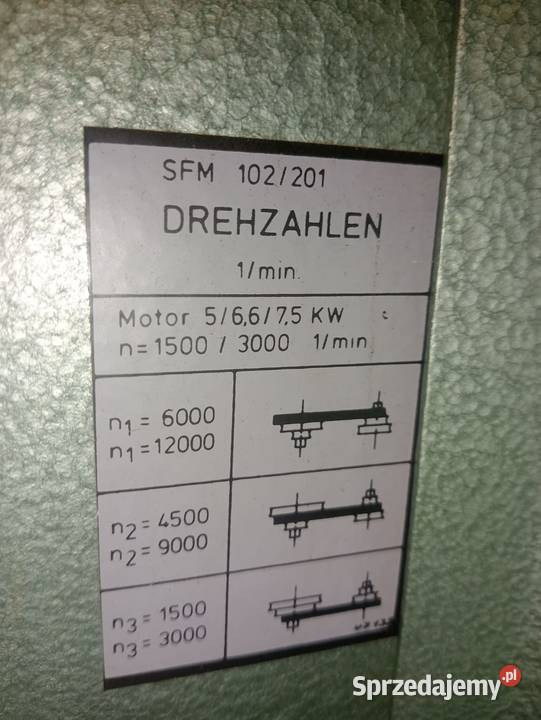 SFM 102/201
DREHZAHLEN
1/min.
Motor 5/6,6/7,5 KW
n=1500 / 3000 1/min
n1 = 6000
n1 = 12000
n2 = 4500
n2 = 9000
n3 = 1500
n3 = 3000
Sprzedajemy.pl